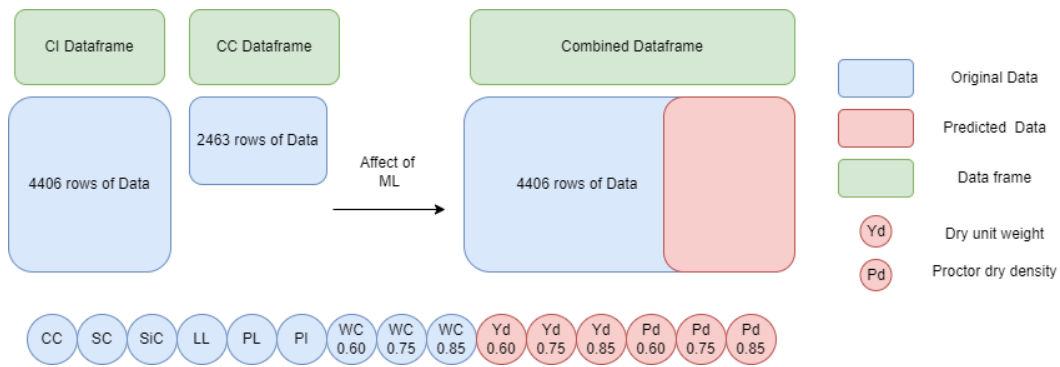 CI Dataframe
CC Dataframe
Combined Dataframe
4406 rows of Data
2463 rows of Data
Affect of
ML
4406 rows of Data
Original Data
Predicted Data
Data frame
Yd
Dry unit weight
Pd
Proctor dry density
CC
SC
SiC
LL
PL
PI
WC
0.60
WC
0.75
WC
0.85
Yd
0.60
Yd
0.75
Yd
0.85
Pd
0.60
Pd
0.75
Pd
0.85